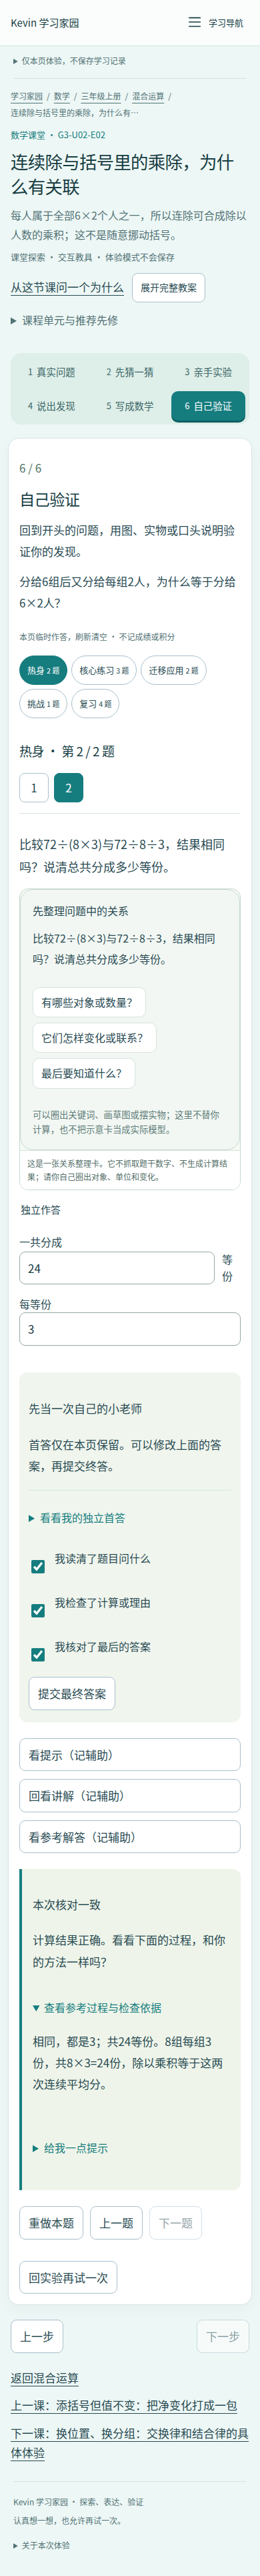 Kevin 学习家园
学习导航
仅本页体验，不保存学习记录
学习家园 / 数学 / 三年级上册 / 混合运算 /
连续除与括号里的乘除，为什么有…
数学课堂 · G3-U02-E02
连续除与括号里的乘除，为什
么有关联
每人属于全部6×2个人之一，所以连除可合成除以
人数的乘积；这不是随意挪动括号。
课堂探索 · 交互教具 · 体验模式不会保存
从这节课问一个为什么
展开完整教案
课程单元与推荐先修
1 真实问题
2 先猜一猜
3 亲手实验
4 说出发现
5 写成数学
6 自己验证
6 / 6
自己验证
回到开头的问题，用图、实物或口头说明验
证你的发现。
分给6组后又分给每组2人，为什么等于分给
6×2人？
本页临时作答，刷新清空 · 不记成绩或积分
热身 2 题
核心练习 3 题
迁移应用 2 题
挑战 1 题
复习 4 题
热身 · 第 2 / 2 题
1
2
比较72÷(8×3)与72÷8÷3，结果相同
吗？说清总共分成多少等份。
先整理问题中的关系
比较72÷(8×3)与72÷8÷3，结果相同
吗？说清总共分成多少等份。
有哪些对象或数量？
它们怎样变化或联系？
最后要知道什么？
可以圈出关键词、画草图或摆实物；这里不替你
计算，也不把示意卡当成实际模型。
这是一张关系整理卡。它不抓取题干数字、不生成计算结
果；请你自己圈出对象、单位和变化。
独立作答
一共分成
24
等
份
每等份
3
先当一次自己的小老师
首答仅在本页保留。可以修改上面的答
案，再提交终答。
看看我的独立首答
我读清了题目问什么
我检查了计算或理由
我核对了最后的答案
提交最终答案
看提示（记辅助）
回看讲解（记辅助）
看参考解答（记辅助）
本次核对一致
计算结果正确。看看下面的过程，和你
的方法一样吗？
查看参考过程与检查依据
相同，都是3；共24等份。8组每组3
份，共8×3=24份，除以乘积等于这两
次连续平均分。
给我一点提示
重做本题
上一题
下一题
回实验再试一次
上一步
下一步
返回混合运算
上一课：添括号但值不变：把净变化打成一包
下一课：换位置、换分组：交换律和结合律的具
体体验
Kevin 学习家园 · 探索、表达、验证
认真想一想，也允许再试一次。
关于本次体验